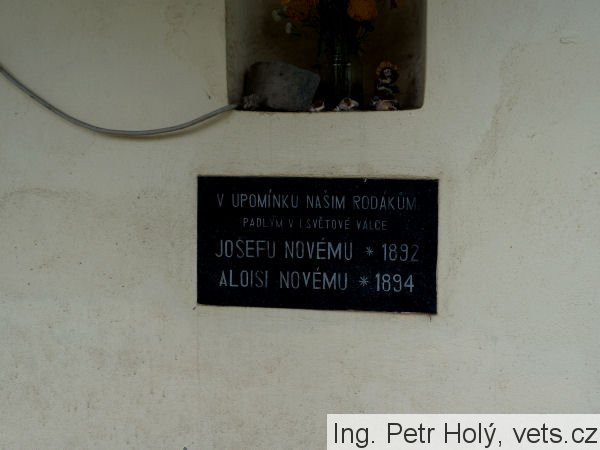 V UPOMÍNKU NAŠIM RODÁKŮM
PADLÝM V I SVĚTOVÉ VÁLCE
JOSEFU NOVÉMU * 1892
ALOISI NOVÉMU * 1894
Ing. Petr Holý, vets.cz